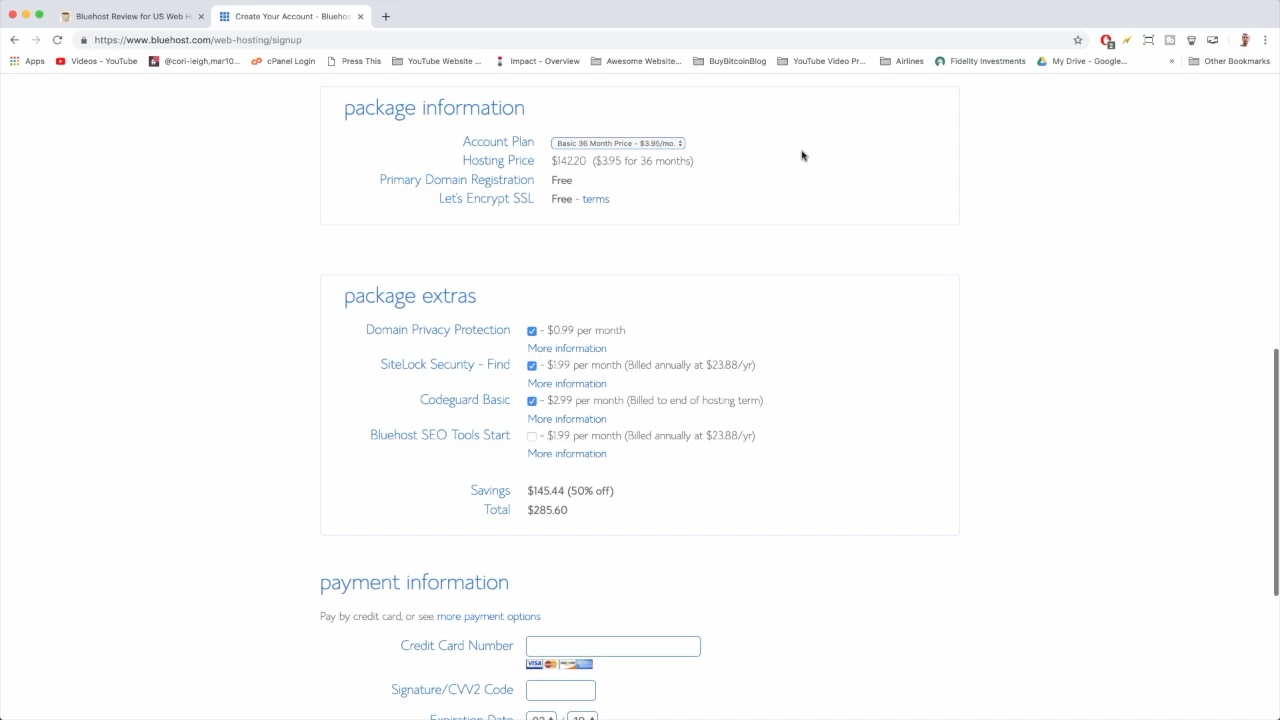 Bluehost Review for US Web H
Create Your Account - Blueho
https://www.bluehost.com/web-hosting/signup
Apps
Videos - YouTube
@cori-leigh,mar10...
cPanel Login
Press This
YouTube Website ...
Impact - Overview
Awesome Website...
BuyBitcoinBlog
YouTube Video Pr...
Airlines
Fidelity Investments
My Drive - Google...
»
Other Bookmarks
package information
Account Plan Basic 36 Month Price - $3.95/mo.
Hosting Price $142.20 ($3.95 for 36 months)
Primary Domain Registration Free
Let's Encrypt SSL Free - terms
package extras
Domain Privacy Protection - $0.99 per month
More information
SiteLock Security - Find - $1.99 per month (Billed annually at $23.88/yr)
More information
Codeguard Basic - $2.99 per month (Billed to end of hosting term)
More information
Bluehost SEO Tools Start - $1.99 per month (Billed annually at $23.88/yr)
More information
Savings $145.44 (50% off)
Total $285.60
payment information
Pay by credit card, or see more payment options
Credit Card Number
VISA
Signature/CVV2 Code
Expiration Date